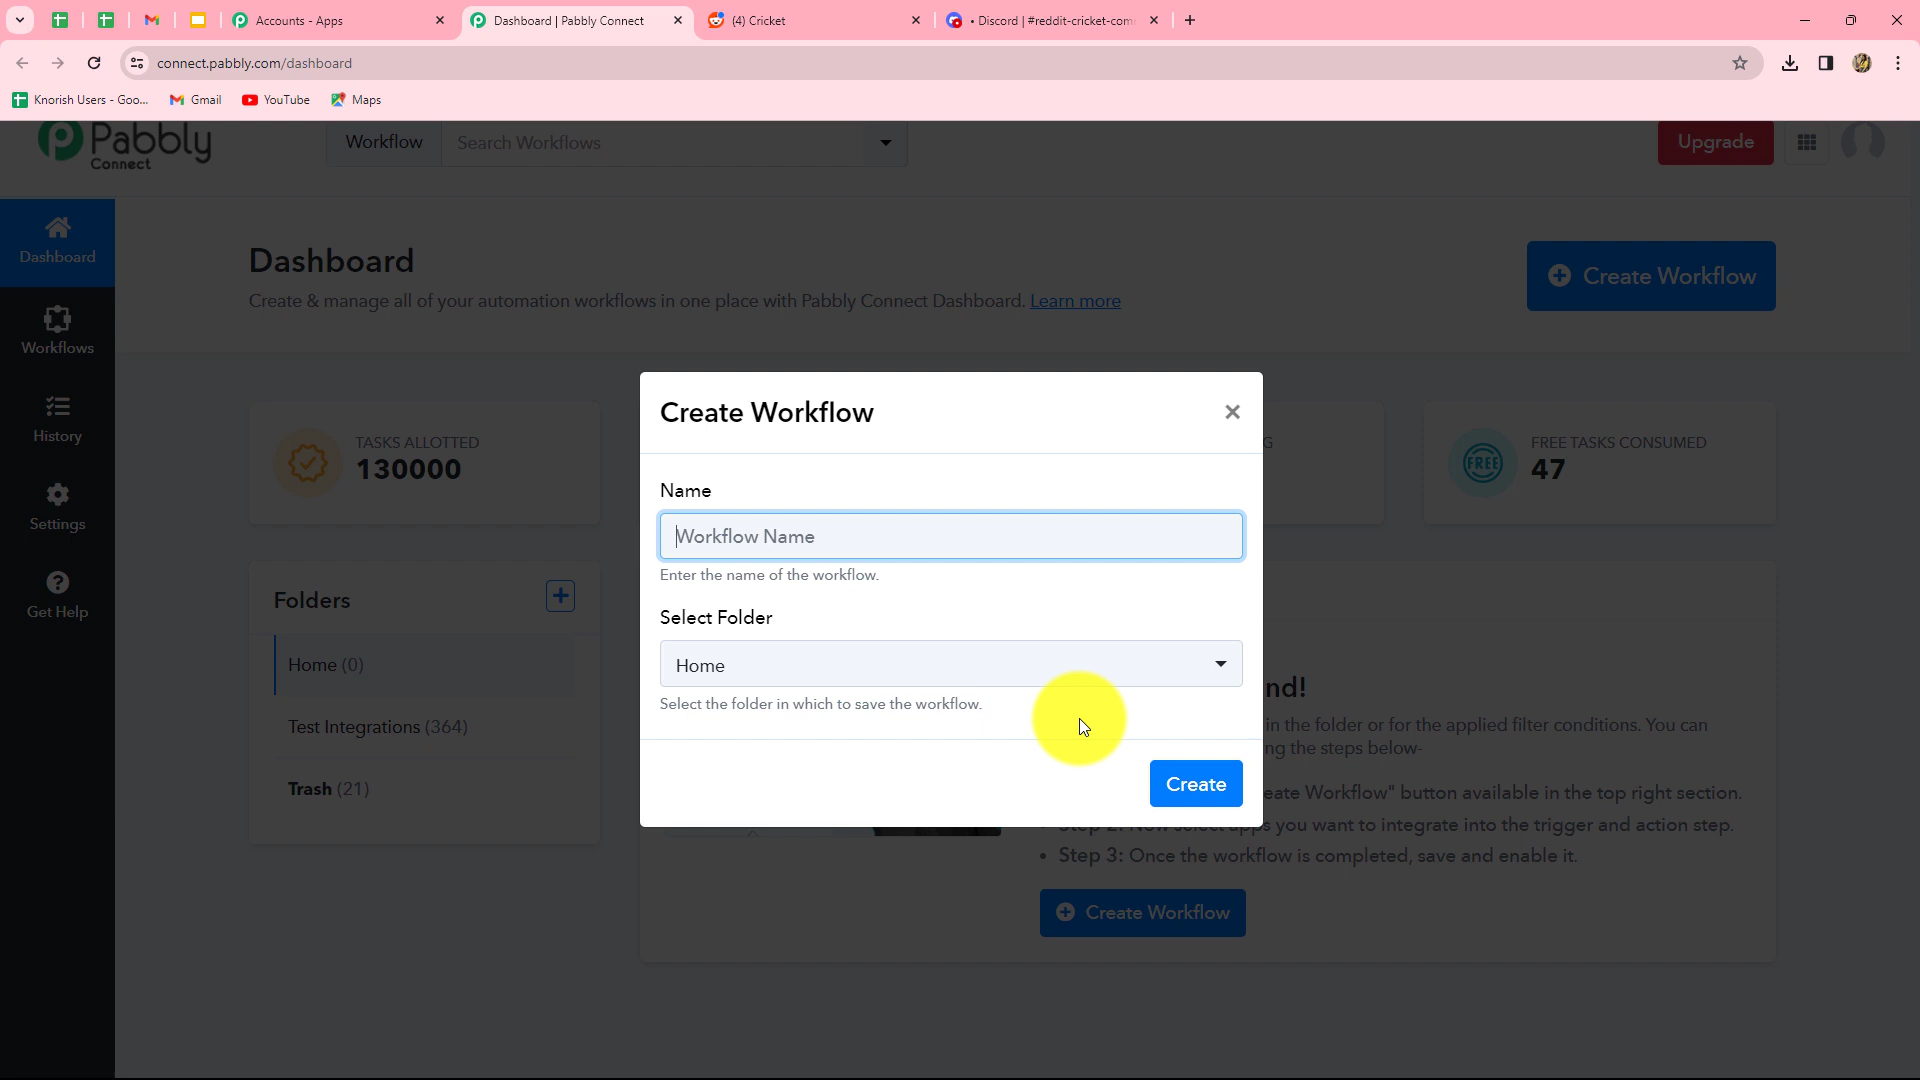 Accounts - Apps
Dashboard | Pabbly Connect
(4) Cricket
• Discord | #reddit-cricket-com
connect.pabbly.com/dashboard
Knorish Users - Goo...
Gmail
YouTube
Maps
Pabbly
Connect
Workflow
Search Workflows
Upgrade
Dashboard
Workflows
History
Settings
Get Help
Dashboard
Create & manage all of your automation workflows in one place with Pabbly Connect Dashboard. Learn more
Create Workflow
TASKS ALLOTTED
130000
G
FREE
FREE TASKS CONSUMED
47
Folders
Home (0)
Test Integrations (364)
Trash (21)
Create Workflow
Name
Workflow Name
Enter the name of the workflow.
Select Folder
Home
Select the folder in which to save the workflow.
Create
nd!
in the folder or for the applied filter conditions. You can
ng the steps below-
eate Workflow" button available in the top right section.
you want to integrate into the trigger and action step.
• Step 3: Once the workflow is completed, save and enable it.
Create Workflow